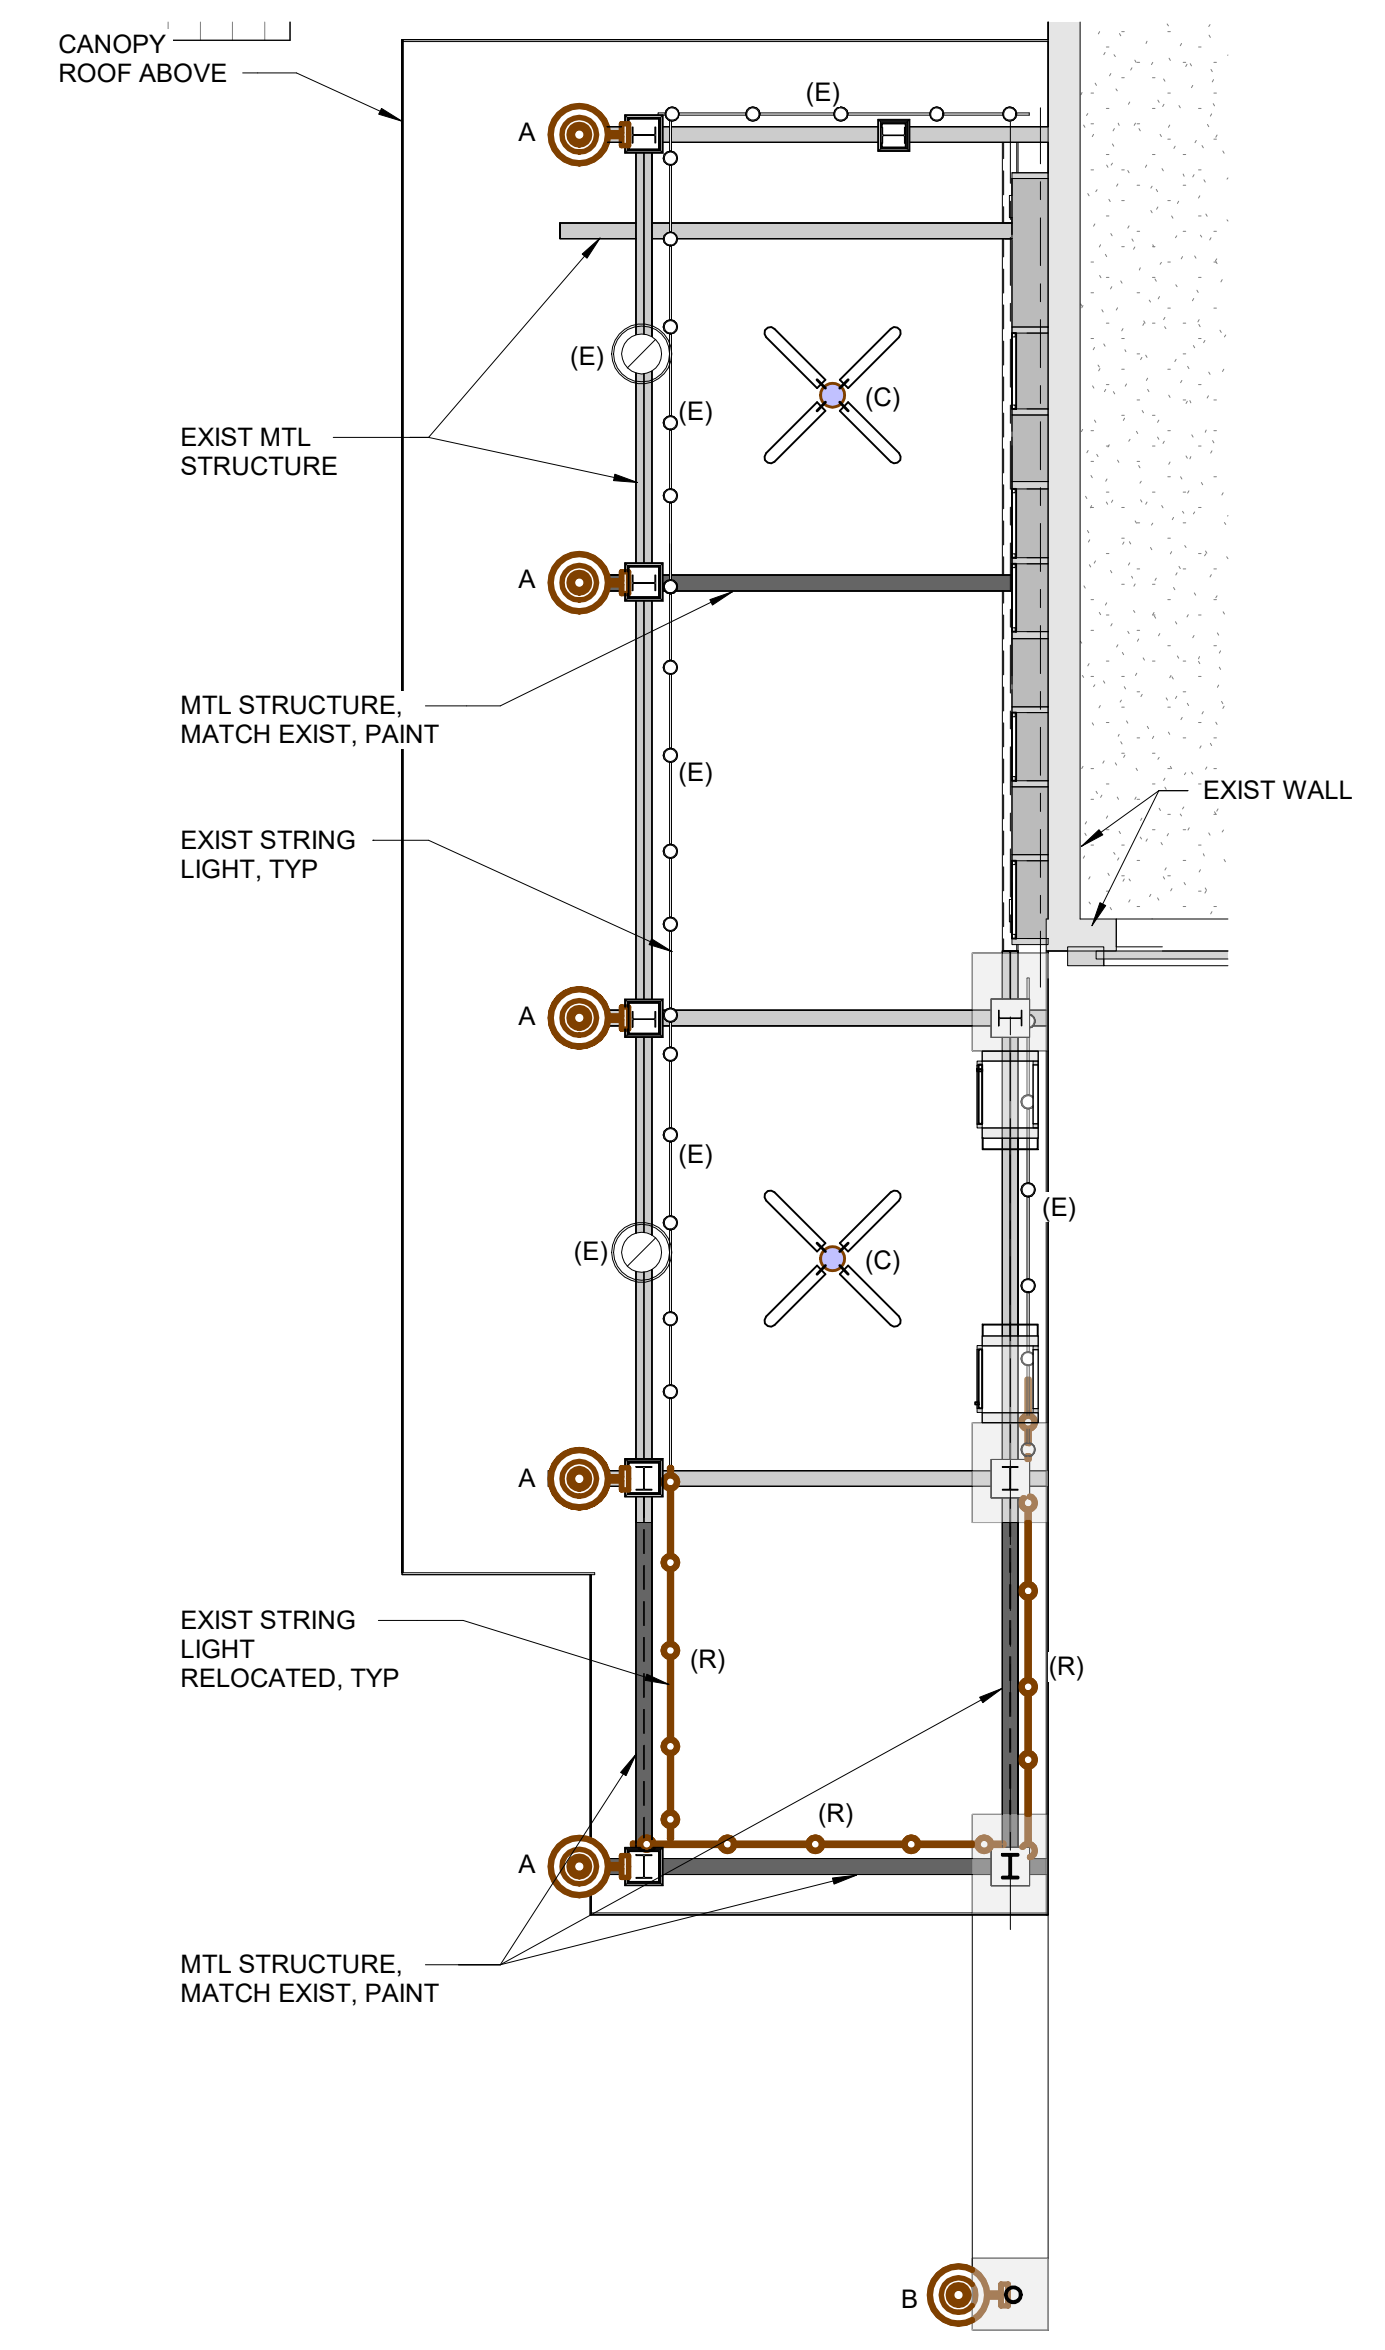 CANOPY
ROOF ABOVE
(E)
A
(E)
(C)
(E)
EXIST MTL
STRUCTURE
A
MTL STRUCTURE,
MATCH EXIST, PAINT
(E)
EXIST WALL
EXIST STRING
LIGHT, TYP
A
(E)
(E)
(E)
(C)
A
EXIST STRING
LIGHT
RELOCATED, TYP
(R)
(R)
(R)
A
MTL STRUCTURE,
MATCH EXIST, PAINT
B